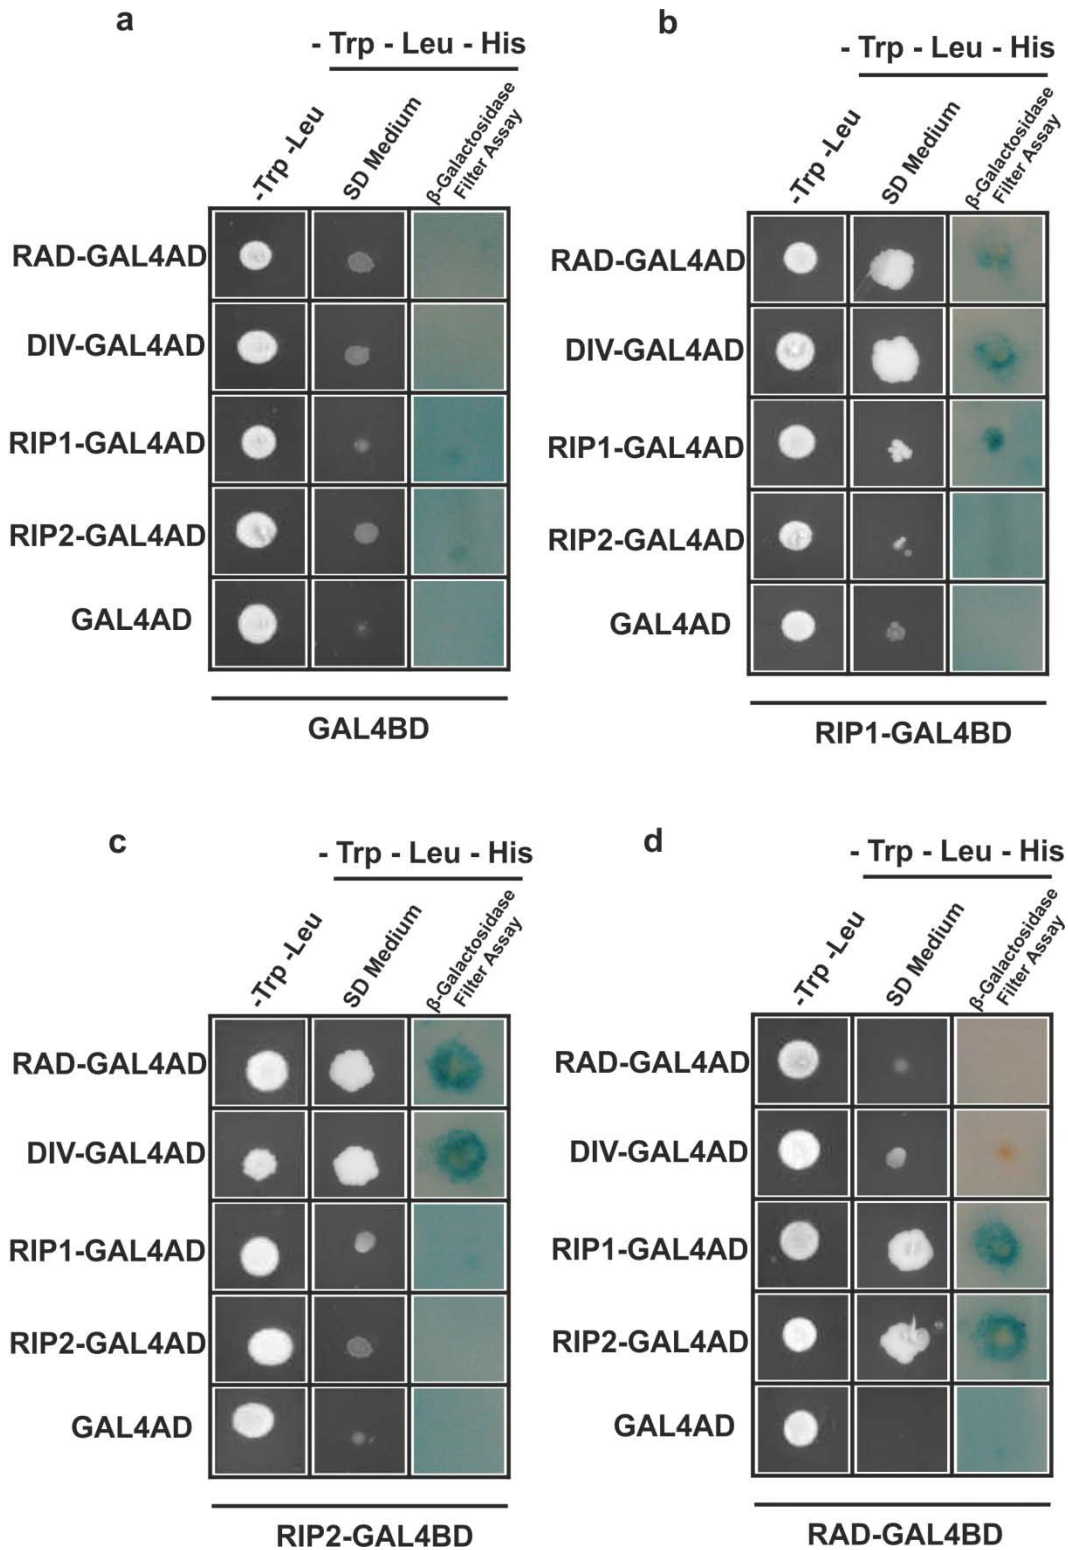 a
- Trp - Leu - His
-Trp -Leu
SD Medium
β-Galactosidase
Filter Assay
RAD-GAL4AD
DIV-GAL4AD
RIP1-GAL4AD
RIP2-GAL4AD
GAL4AD
GAL4BD
b
- Trp - Leu - His
-Trp -Leu
SD Medium
β-Galactosidase
Filter Assay
RAD-GAL4AD
DIV-GAL4AD
RIP1-GAL4AD
RIP2-GAL4AD
GAL4AD
RIP1-GAL4BD
c
- Trp - Leu - His
-Trp -Leu
SD Medium
β-Galactosidase
Filter Assay
RAD-GAL4AD
DIV-GAL4AD
RIP1-GAL4AD
RIP2-GAL4AD
GAL4AD
RIP2-GAL4BD
d
- Trp - Leu - His
-Trp -Leu
SD Medium
β-Galactosidase
Filter Assay
RAD-GAL4AD
DIV-GAL4AD
RIP1-GAL4AD
RIP2-GAL4AD
GAL4AD
RAD-GAL4BD